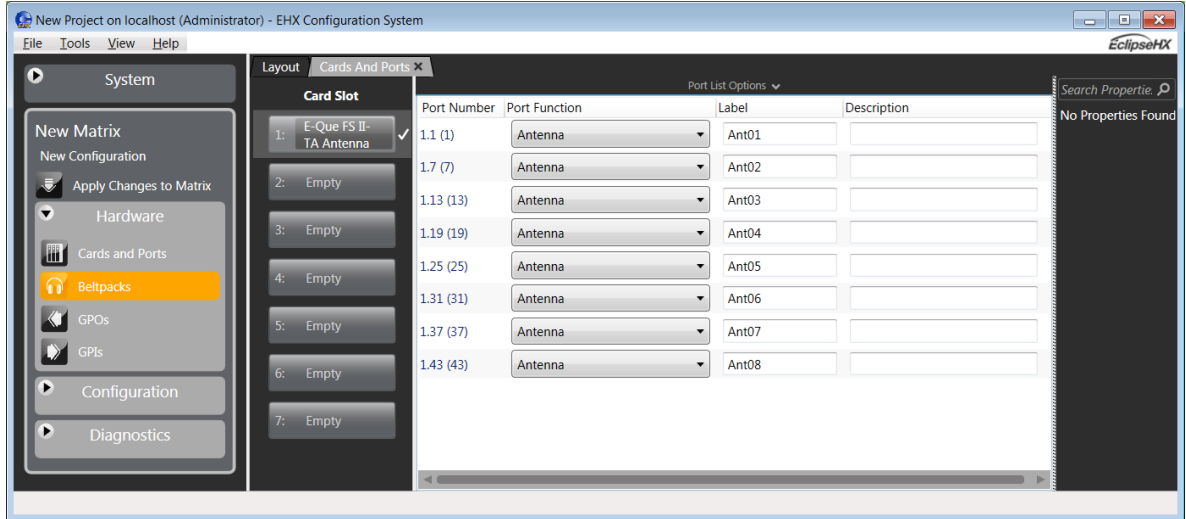 New Project on localhost (Administrator) - EHX Configuration System
File Tools View Help
EclipseHX
System
New Matrix
New Configuration
Apply Changes to Matrix
Hardware
Cards and Ports
Beltpacks
GPOs
GPIs
Configuration
Diagnostics
Layout Cards And Ports
Card Slot
1: E-Que FS II-
TA Antenna
2: Empty
3: Empty
4: Empty
5: Empty
6: Empty
7: Empty
Port List Options
Port Number Port Function Label Description
1.1 (1) Antenna Ant01
1.7 (7) Antenna Ant02
1.13 (13) Antenna Ant03
1.19 (19) Antenna Ant04
1.25 (25) Antenna Ant05
1.31 (31) Antenna Ant06
1.37 (37) Antenna Ant07
1.43 (43) Antenna Ant08
Search Propertie.
No Properties Found